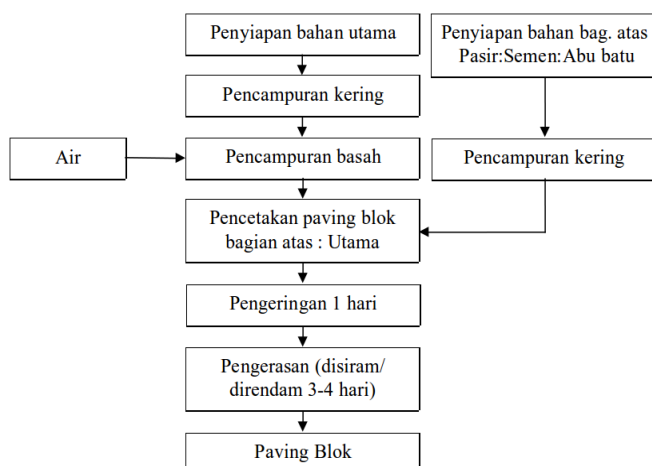 Penyiapan bahan utama
Penyiapan bahan bag. atas
Pasir:Semen:Abu batu
Pencampuran kering
Air
Pencampuran basah
Pencampuran kering
Pencetakan paving blok
bagian atas : Utama
Pengeringan 1 hari
Pengerasan (disiram/
direndam 3-4 hari)
Paving Blok